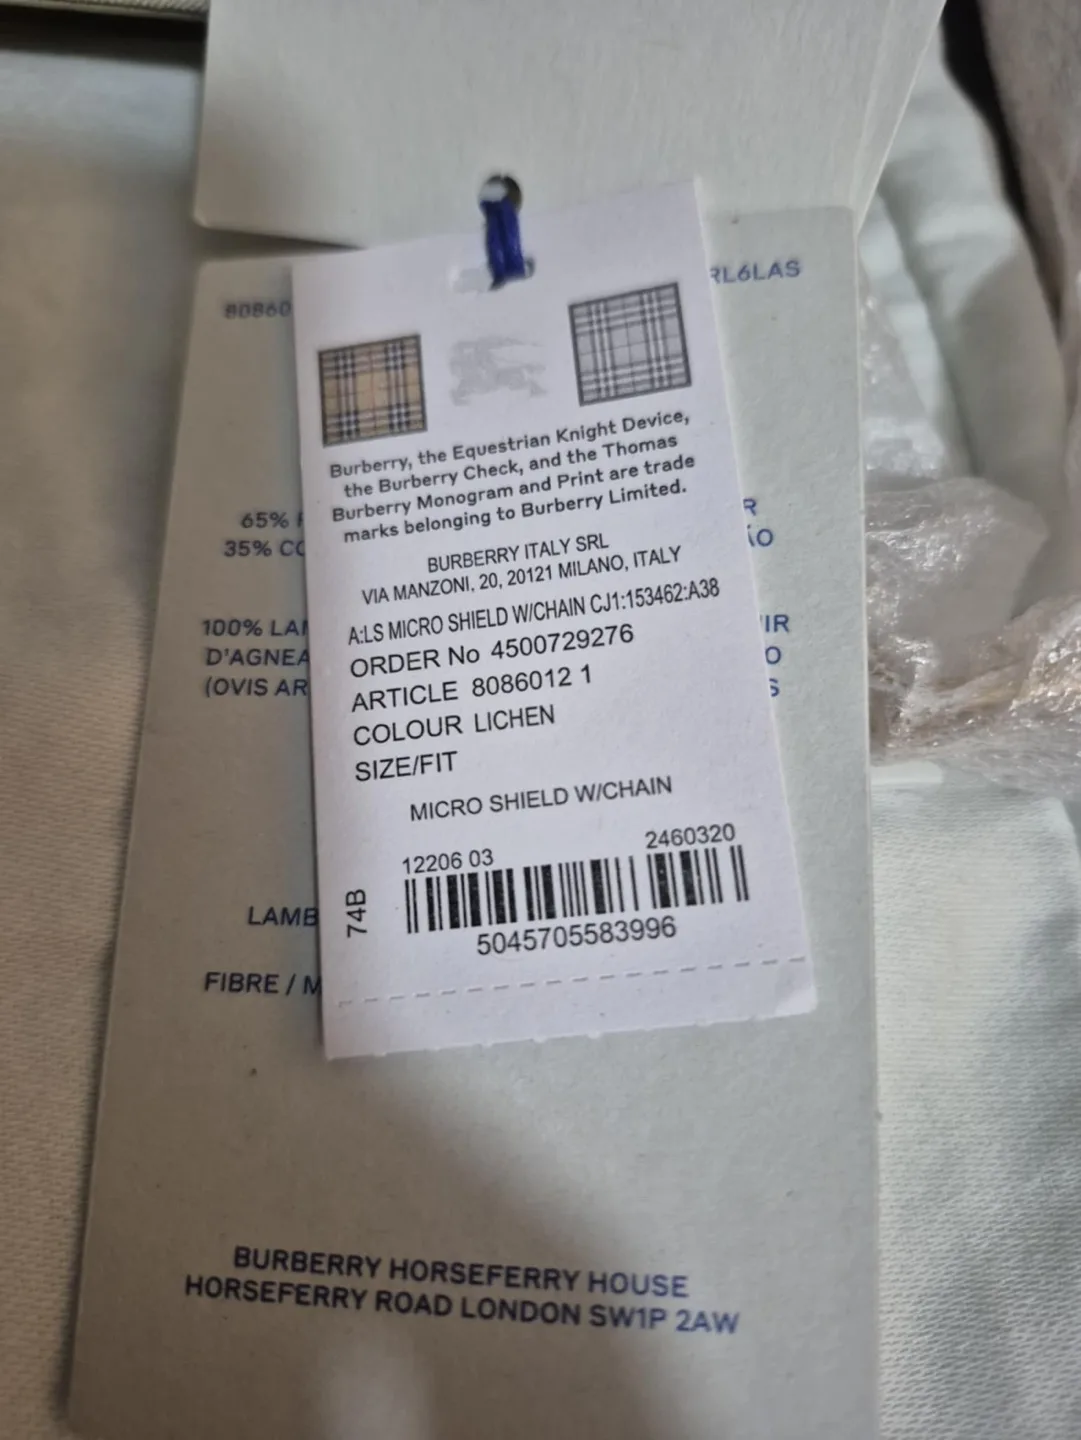 80860
RL6LAS
Burberry, the Equestrian Knight Device,
the Burberry Check, and the Thomas
Burberry Monogram and Print are trade
marks belonging to Burberry Limited.
BURBERRY ITALY SRL
VIA MANZONI, 20, 20121 MILANO, ITALY
A:LS MICRO SHIELD W/CHAIN CJ1:153462:A38
ORDER No 4500729276
ARTICLE 8086012 1
COLOUR LICHEN
SIZE/FIT
MICRO SHIELD W/CHAIN
12206 03 2460320
74B
5045705583996
65%
35% CO
100% LA
D'AGNEA
(OVIS AR
LAMB
FIBRE / M
BURBERRY HORSEFERRY HOUSE
HORSEFERRY ROAD LONDON SW1P 2AW